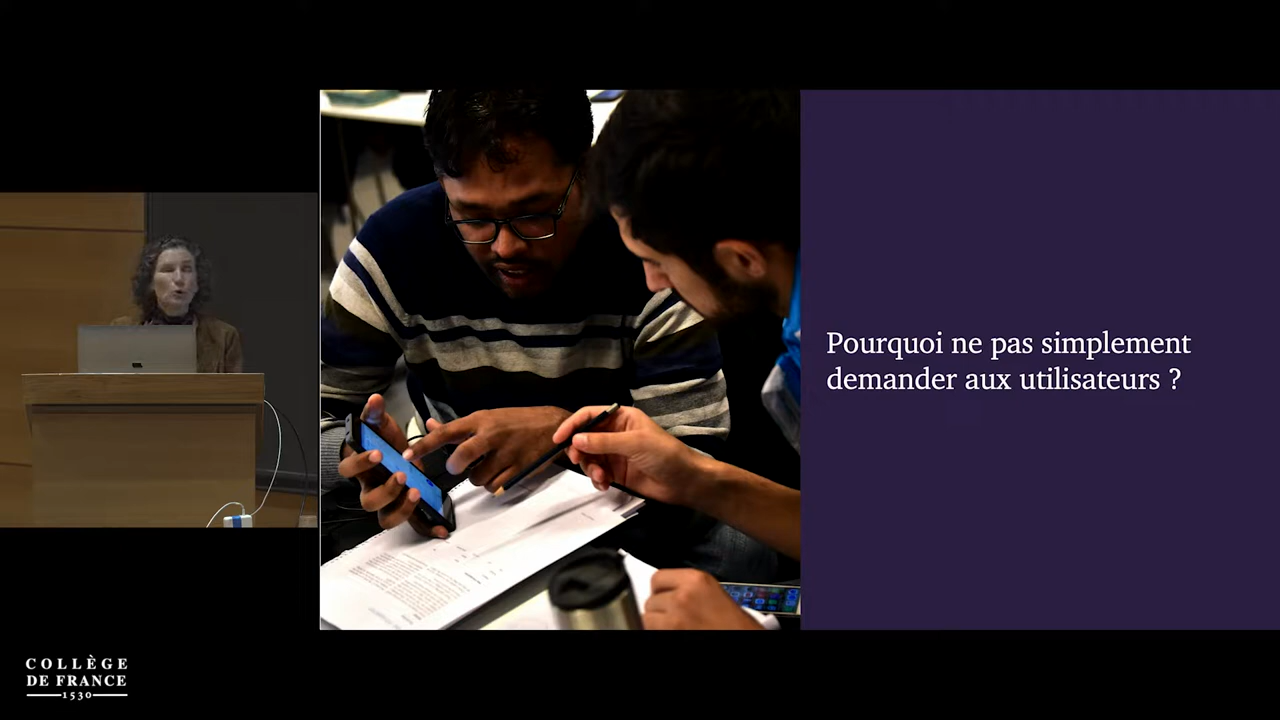 Pourquoi ne pas simplement
demander aux utilisateurs ?
COLLÈGE
DE FRANCE
1530